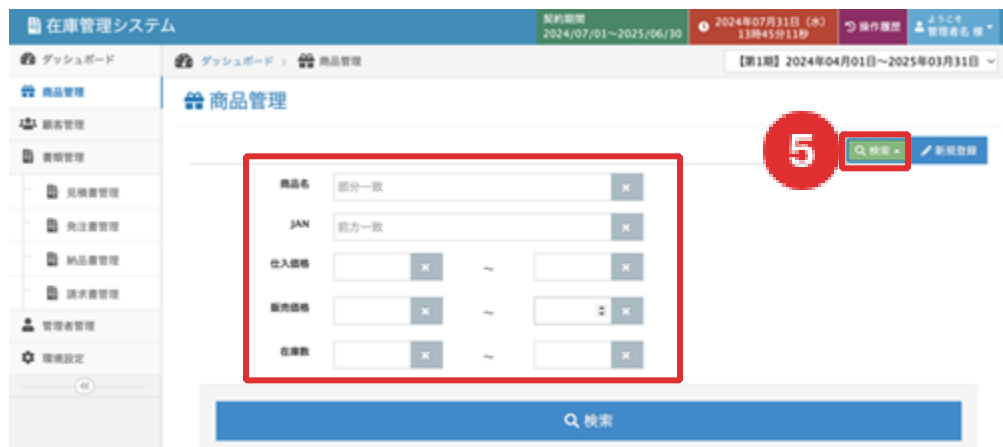 在庫管理システム
契約期間
2024/07/01~2025/06/30
2024年07月31日（水）
13時45分11秒
操作履歴
ようこそ
管理者名 様
ダッシュボード
ダッシュボード > 商品管理
【第1期】2024年04月01日~2025年03月31日
商品管理
顧客管理
書類管理
見積書管理
発注書管理
納品書管理
請求書管理
管理者管理
環境設定
商品管理
5
検索
新規登録
商品名
部分一致
JAN
前方一致
仕入価格
～
販売価格
～
在庫数
～
検索